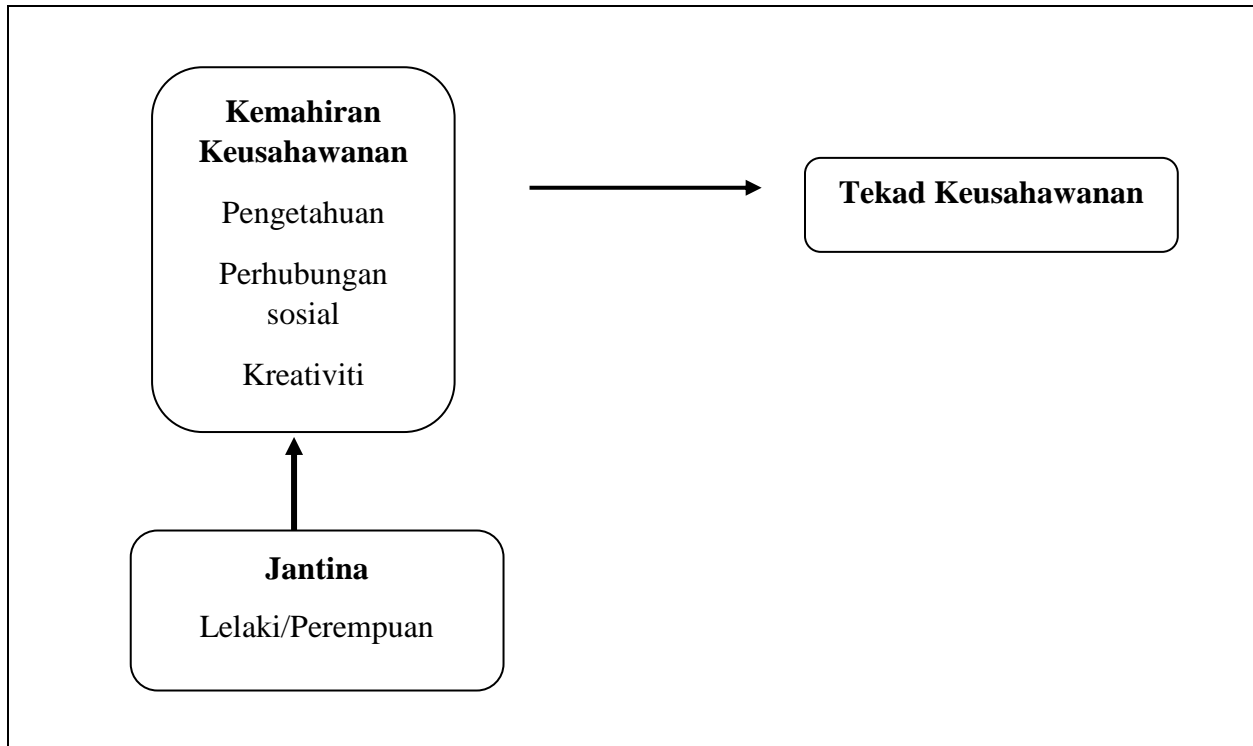 Kemahiran
Keusahawanan
Pengetahuan
Perhubungan
sosial
Kreativiti
Tekad Keusahawanan
Jantina
Lelaki/Perempuan